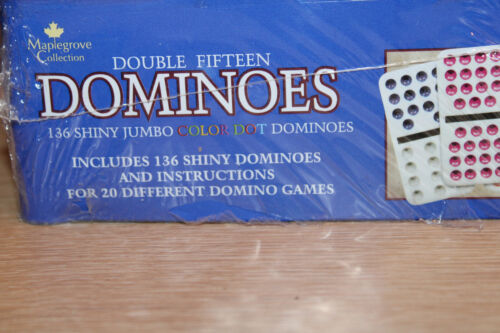 Maplegrove
Collection
DOUBLE FIFTEEN
DOMINOES
136 SHINY JUMBO COLOR DOT DOMINOES
INCLUDES 136 SHINY DOMINOES
AND INSTRUCTIONS
FOR 20 DIFFERENT DOMINO GAMES